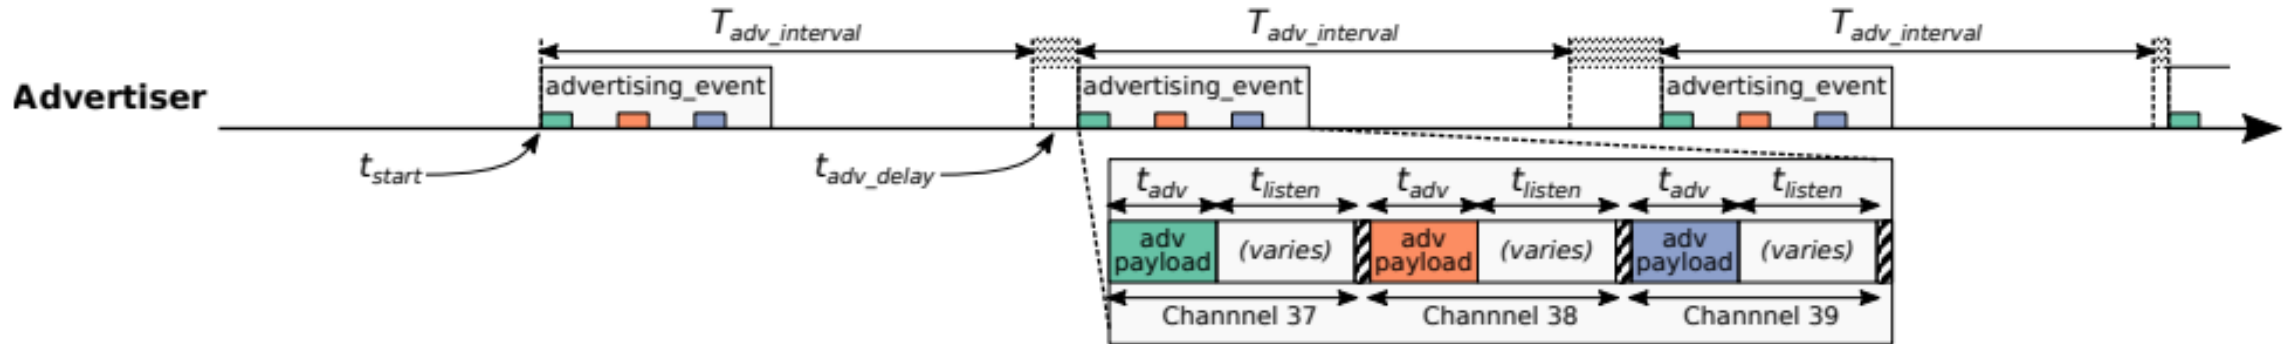 T_adv_interval T_adv_interval T_adv_interval
Advertiser
advertising_event advertising_event advertising_event
t_start t_adv_delay
t_adv t_listen t_adv t_listen t_adv t_listen
adv payload (varies) adv payload (varies) adv payload (varies)
Channnel 37 Channnel 38 Channnel 39